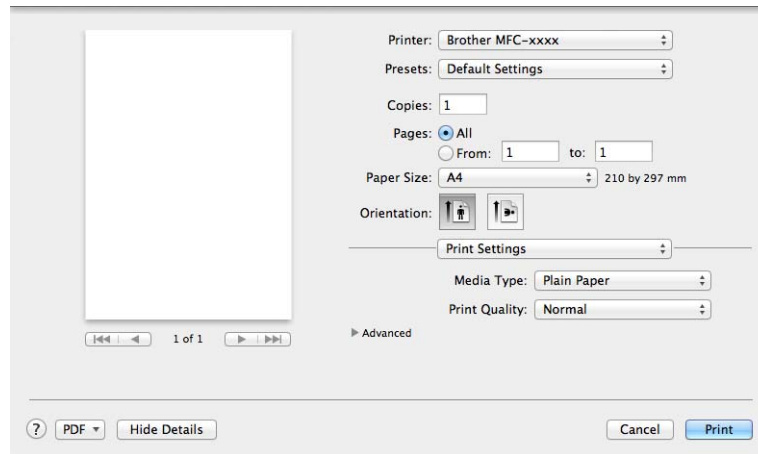 Printer: Brother MFC-xxxx
Presets: Default Settings
Copies: 1
Pages: All
From: 1 to: 1
Paper Size: A4 210 by 297 mm
Orientation:
Print Settings
Media Type: Plain Paper
Print Quality: Normal
Advanced
1 of 1
? PDF Hide Details Cancel Print